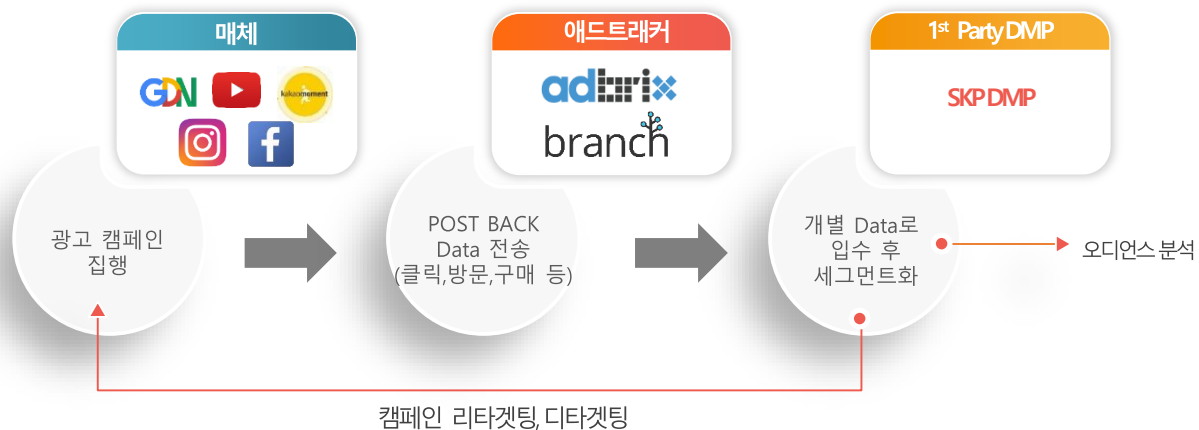 매체
애드트래커
1st Party DMP
GDN
kakaomoment
adbrix
branch
SKP DMP
광고 캠페인
집행
POST BACK
Data 전송
(클릭,방문,구매 등)
개별 Data로
입수 후
세그먼트화
오디언스 분석
캠페인 리타겟팅, 디타겟팅